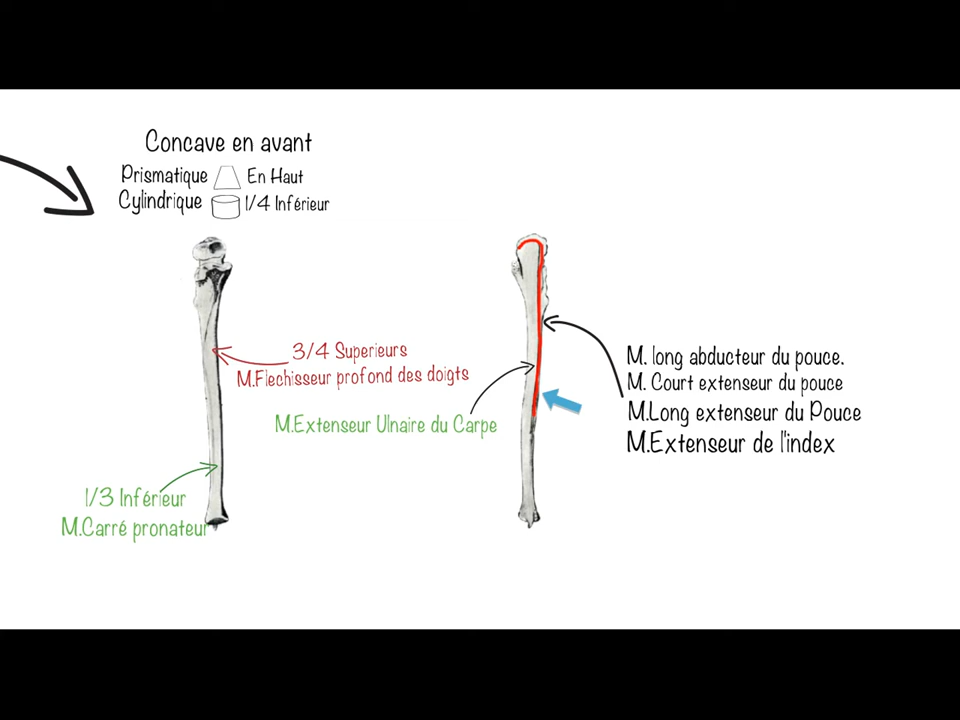 Concave en avant
Prismatique En Haut
Cylindrique 1/4 Inférieur
3/4 Superieurs
M.Flechisseur profond des doigts
M.Extenseur Ulnaire du Carpe
1/3 Inférieur
M.Carré pronateur
M. long abducteur du pouce.
M. Court extenseur du pouce
M.Long extenseur du Pouce
M.Extenseur de l'index